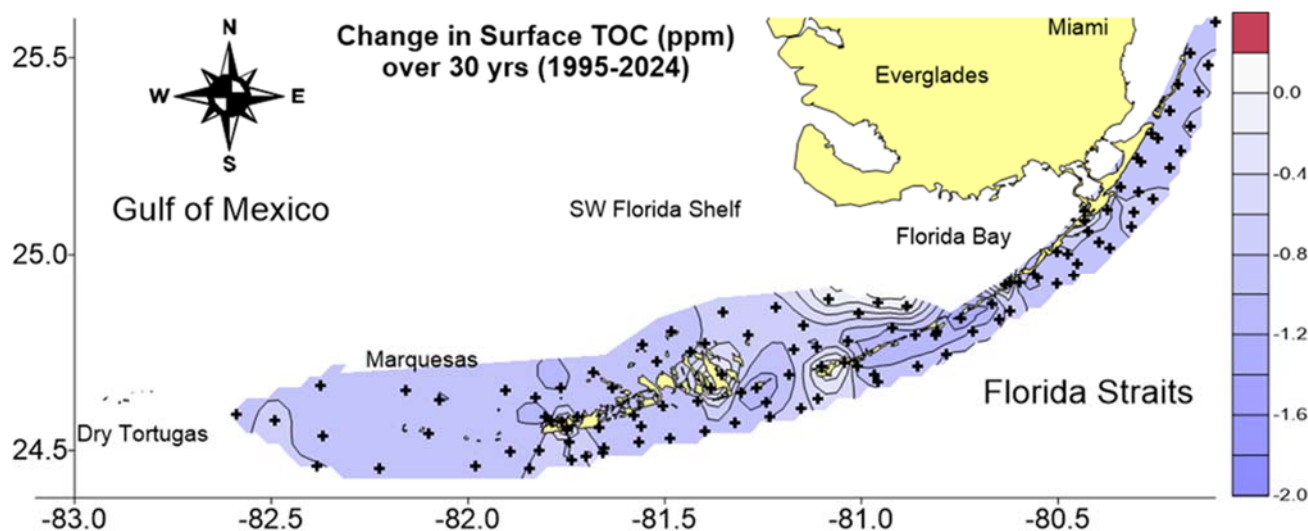 Change in Surface TOC (ppm)
over 30 yrs (1995-2024)
N
W
E
S
Miami
Everglades
Gulf of Mexico
SW Florida Shelf
Florida Bay
Marquesas
Dry Tortugas
Florida Straits
25.5
25.0
24.5
-83.0
-82.5
-82.0
-81.5
-81.0
-80.5
0.0
-0.4
-0.8
-1.2
-1.6
-2.0